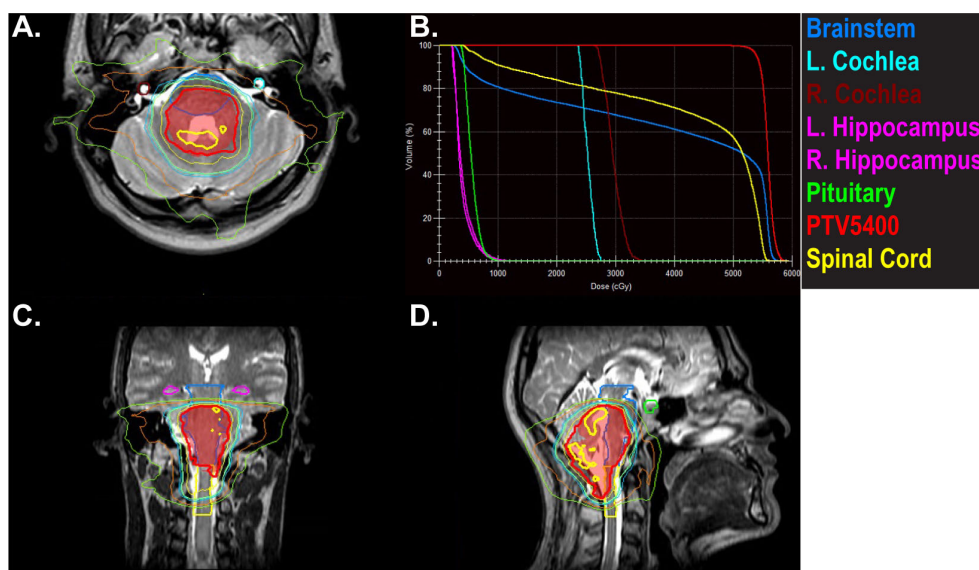 A.
B.
100
80
60
40
20
0
Volume (%)
0
1000
2000
3000
4000
5000
6000
Dose (cGy)
Brainstem
L. Cochlea
R. Cochlea
L. Hippocampus
R. Hippocampus
Pituitary
PTV5400
Spinal Cord
C.
D.